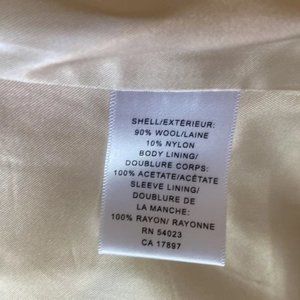 SHELL/EXTÉRIEUR:
90% WOOL/LAINE
10% NYLON
BODY LINING/
DOUBLURE CORPS:
100% ACETATE/ACÉTATE
SLEEVE LINING/
DOUBLURE DE
LA MANCHE:
100% RAYON/ RAYONNE
RN 54023
CA 17897